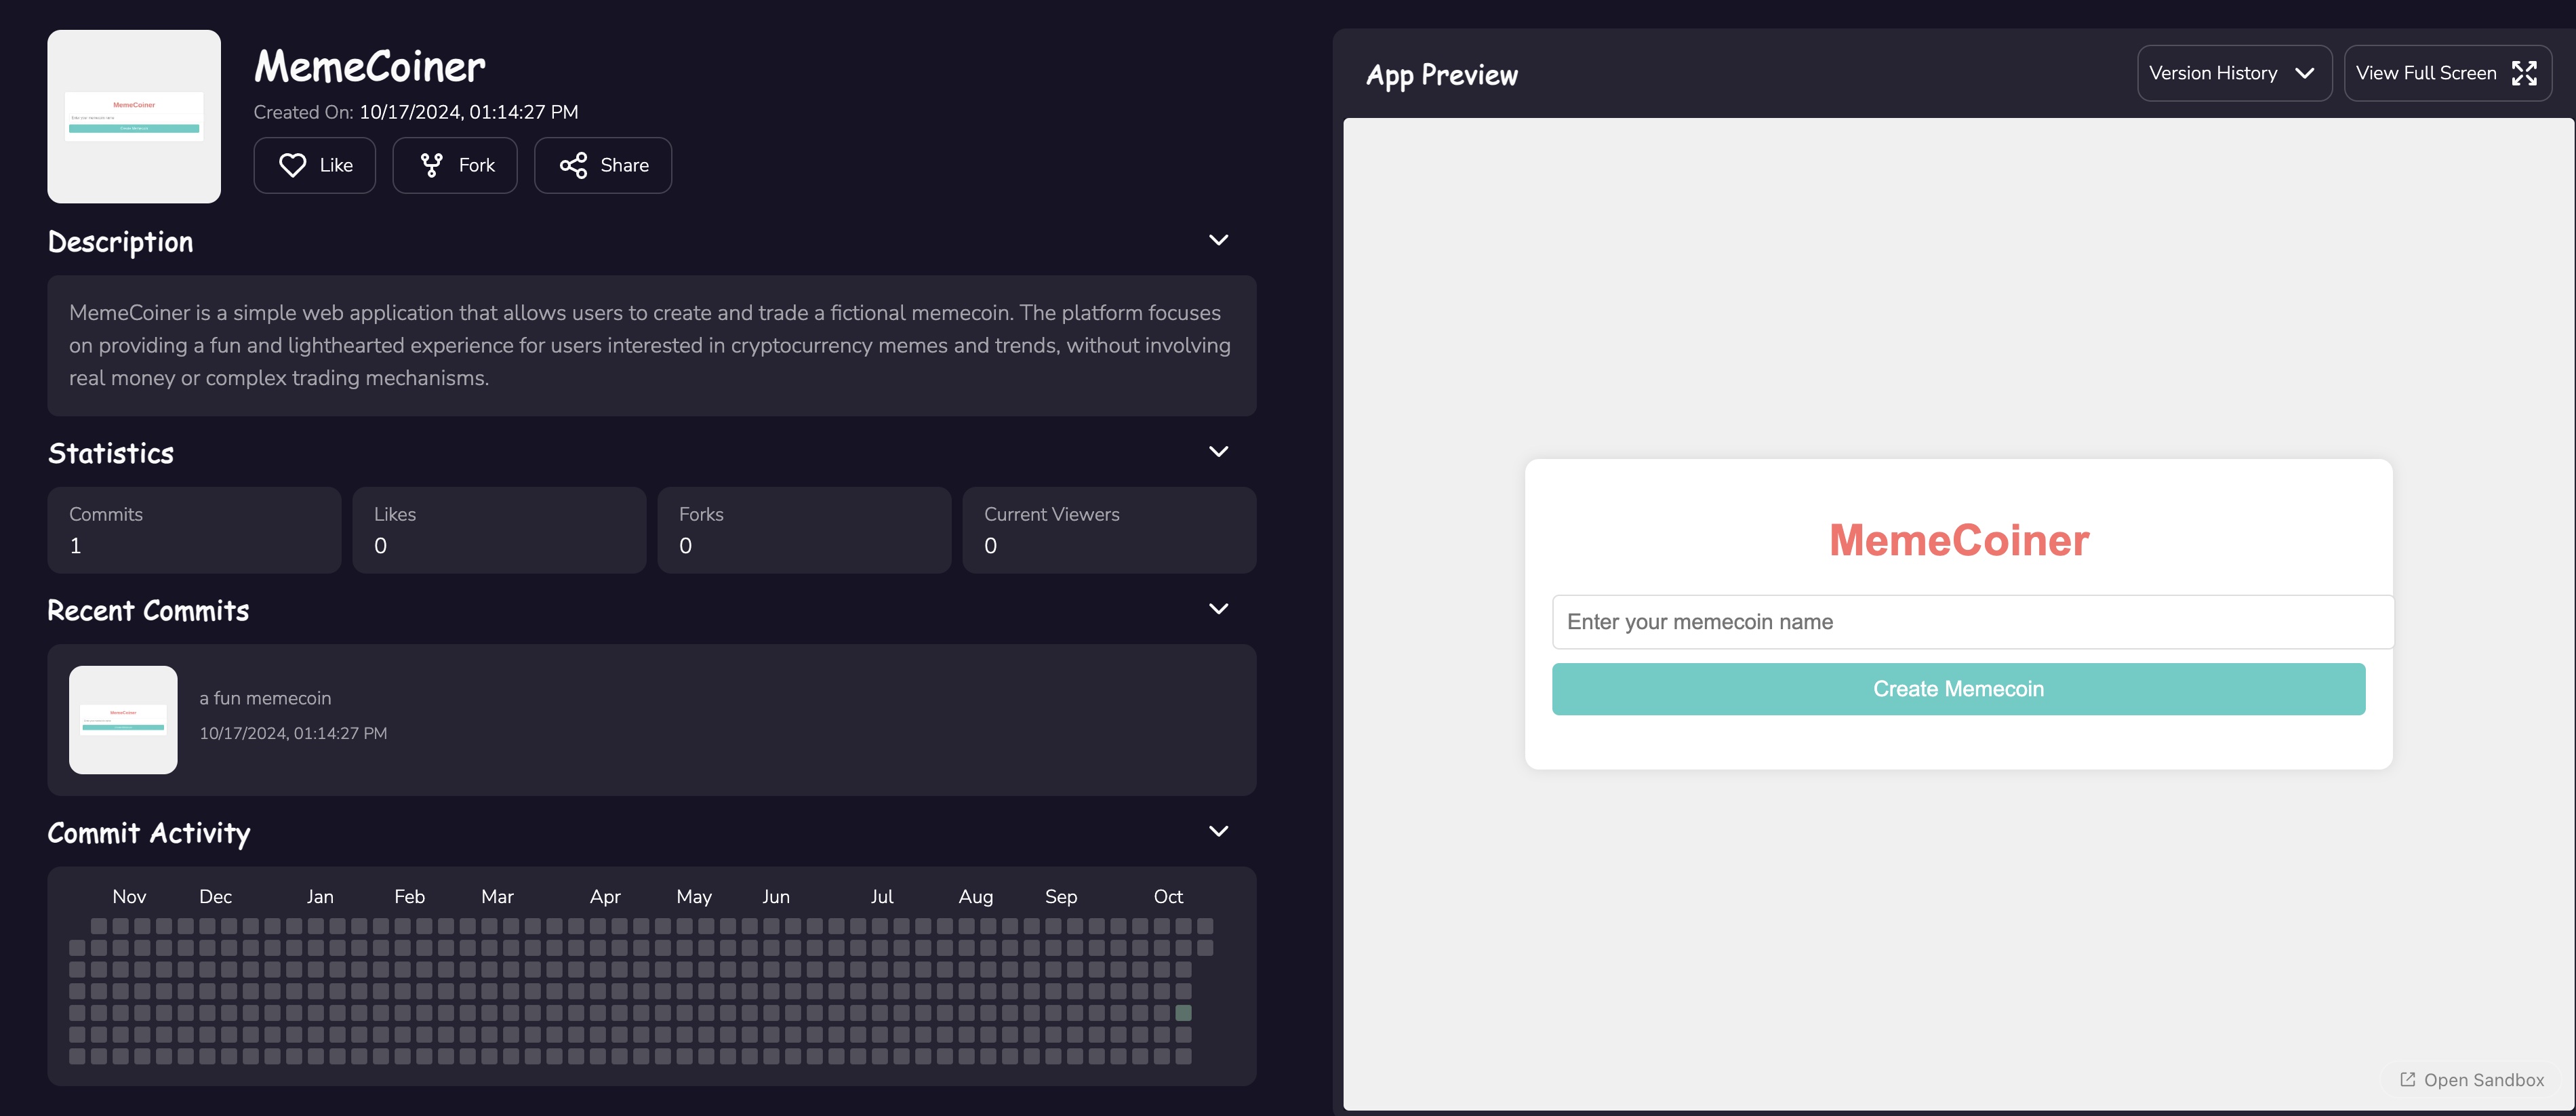 MemeCoiner
Created On: 10/17/2024, 01:14:27 PM
Like
Fork
Share
Description
MemeCoiner is a simple web application that allows users to create and trade a fictional memecoin. The platform focuses
on providing a fun and lighthearted experience for users interested in cryptocurrency memes and trends, without involving
real money or complex trading mechanisms.
Statistics
Commits
1
Likes
0
Forks
0
Current Viewers
0
Recent Commits
MemeCoiner
a fun memecoin
10/17/2024, 01:14:27 PM
Commit Activity
Nov Dec Jan Feb Mar Apr May Jun Jul Aug Sep Oct
App Preview
Version History
View Full Screen
MemeCoiner
Enter your memecoin name
Create Memecoin
Open Sandbox